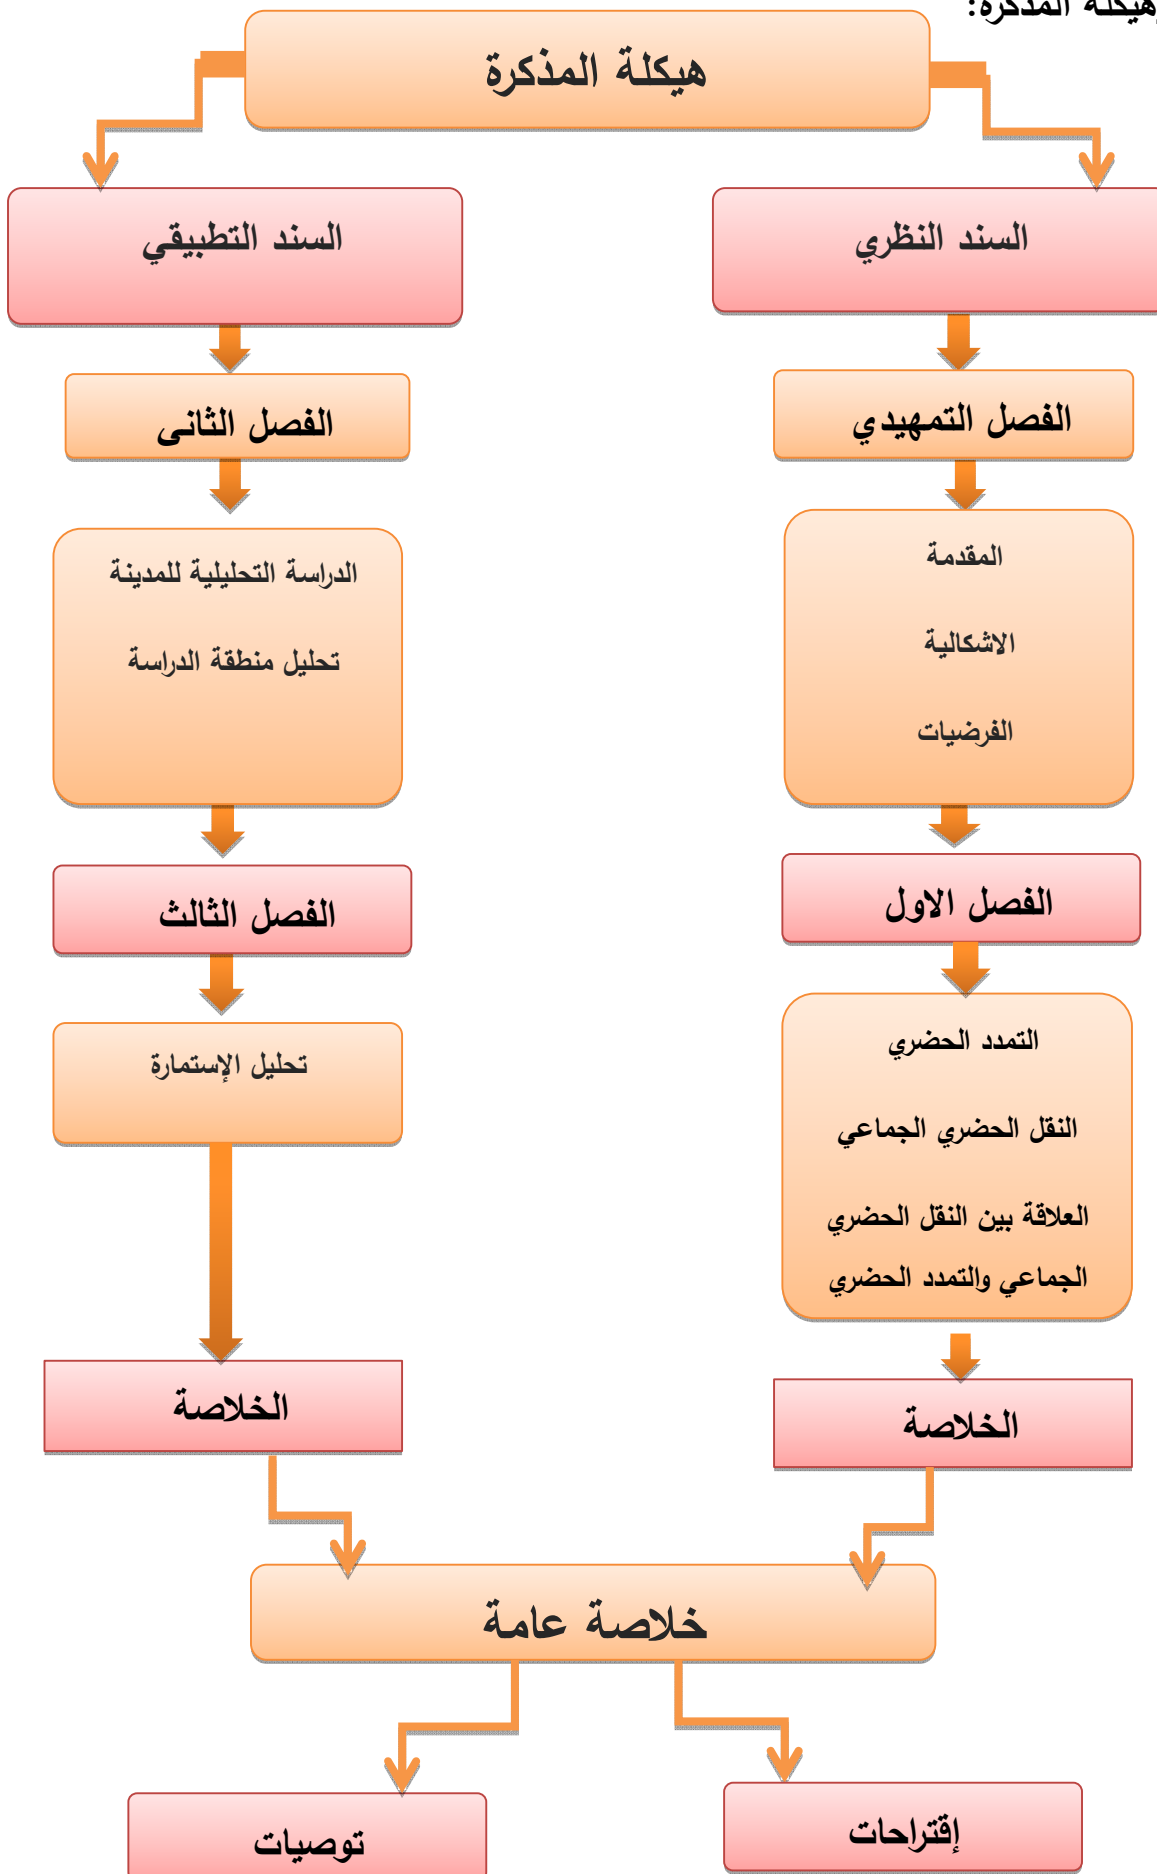 هيكلة المذكرة:
هيكلة المذكرة
السند النظري
السند التطبيقي
الفصل التمهيدي
الفصل الثانى
المقدمة
الاشكالية
الفرضيات
الدراسة التحليلية للمدينة
تحليل منطقة الدراسة
الفصل الاول
الفصل الثالث
التمدد الحضري
النقل الحضري الجماعي
العلاقة بين النقل الحضري
الجماعي والتمدد الحضري
تحليل الإستمارة
الخلاصة
الخلاصة
خلاصة عامة
إقتراحات
توصيات